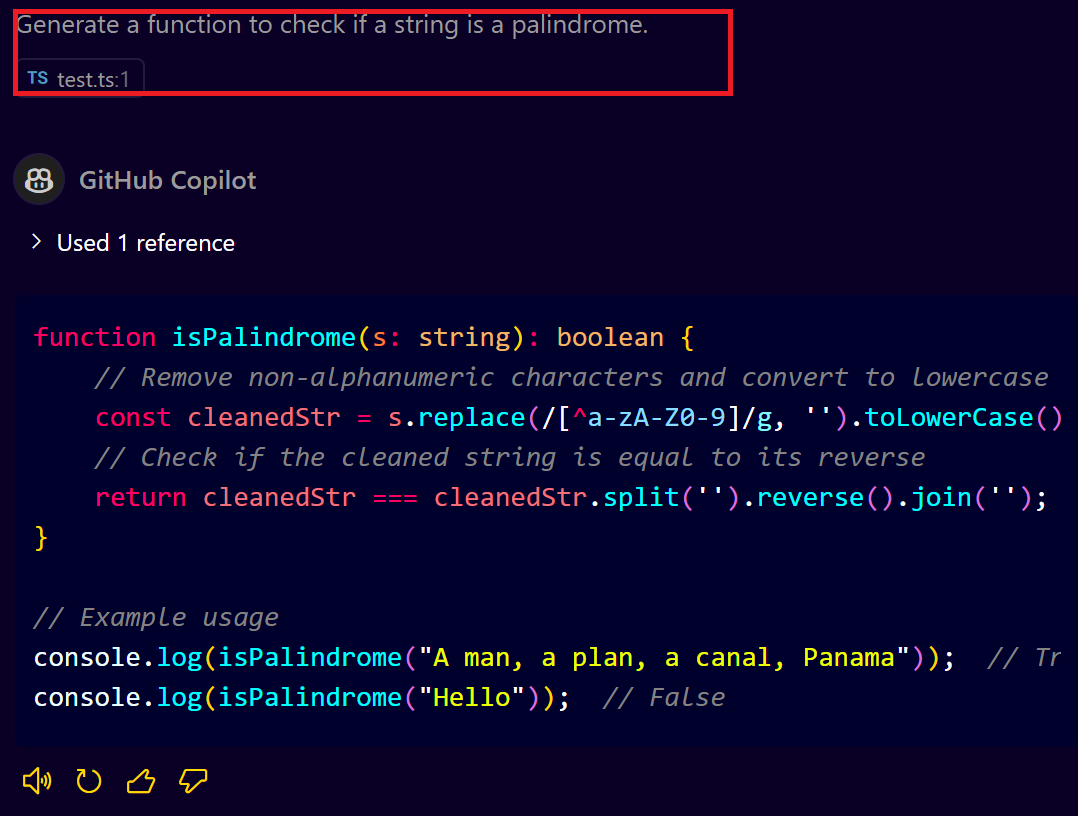 Generate a function to check if a string is a palindrome.
TS test.ts:1
GitHub Copilot
Used 1 reference
function isPalindrome(s: string): boolean {
    // Remove non-alphanumeric characters and convert to lowercase
    const cleanedStr = s.replace(/[^a-zA-Z0-9]/g, '').toLowerCase()
    // Check if the cleaned string is equal to its reverse
    return cleanedStr === cleanedStr.split('').reverse().join('');
}
// Example usage
console.log(isPalindrome("A man, a plan, a canal, Panama"));  // Tr
console.log(isPalindrome("Hello"));  // False